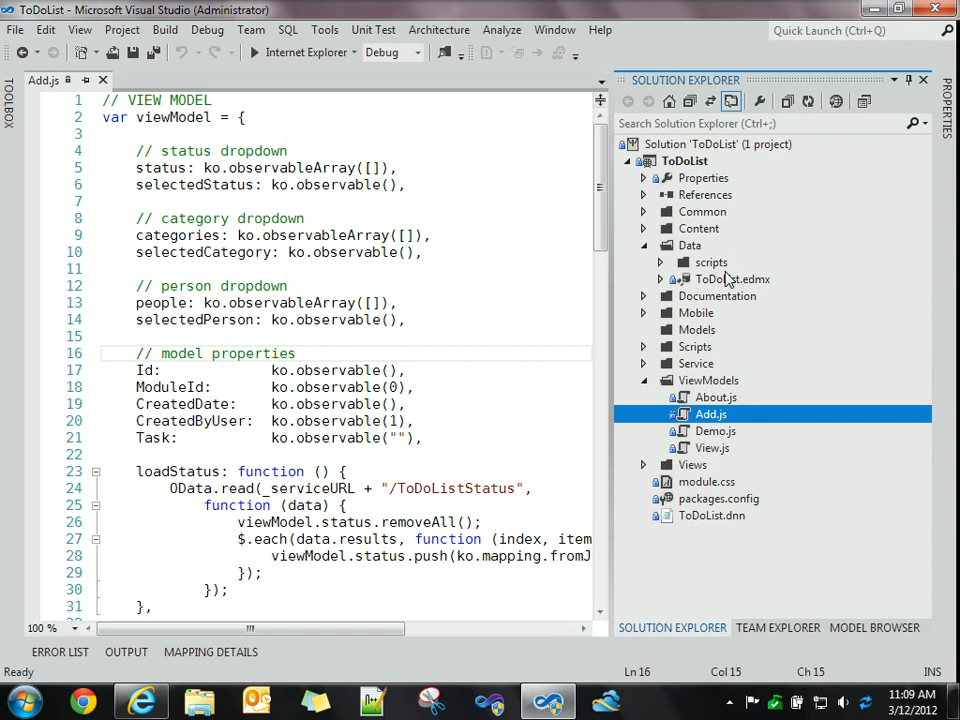 ToDoList - Microsoft Visual Studio (Administrator)
File Edit View Project Build Debug Team SQL Tools Unit Test Architecture Analyze Window Help
Quick Launch (Ctrl+;)
Internet Explorer
Debug
TOOLBOX
Add.js
1 // VIEW MODEL
2 var viewModel = {
3
4 // status dropdown
5 status: ko.observableArray([]),
6 selectedStatus: ko.observable(),
7
8 // category dropdown
9 categories: ko.observableArray([]),
10 selectedCategory: ko.observable(),
11
12 // person dropdown
13 people: ko.observableArray([]),
14 selectedPerson: ko.observable(),
15
16 // model properties
17 Id: ko.observable(),
18 ModuleId: ko.observable(0),
19 CreatedDate: ko.observable(),
20 CreatedByUser: ko.observable(1),
21 Task: ko.observable(""),
22
23 loadStatus: function () {
24 OData.read(_serviceURL + "/ToDoListStatus",
25 function (data) {
26 viewModel.status.removeAll();
27 $.each(data.results, function (index, item
28 viewModel.status.push(ko.mapping.fromJ
29 });
30 });
31 },
100 %
SOLUTION EXPLORER
Search Solution Explorer (Ctrl+;)
Solution 'ToDoList' (1 project)
ToDoList
Properties
References
Common
Content
Data
scripts
ToDoList.edmx
Documentation
Mobile
Models
Scripts
Service
ViewModels
About.js
Add.js
Demo.js
View.js
Views
module.css
packages.config
ToDoList.dnn
PROPERTIES
SOLUTION EXPLORER TEAM EXPLORER MODEL BROWSER
ERROR LIST OUTPUT MAPPING DETAILS
Ready
Ln 16 Col 15 Ch 15 INS
11:09 AM
3/12/2012